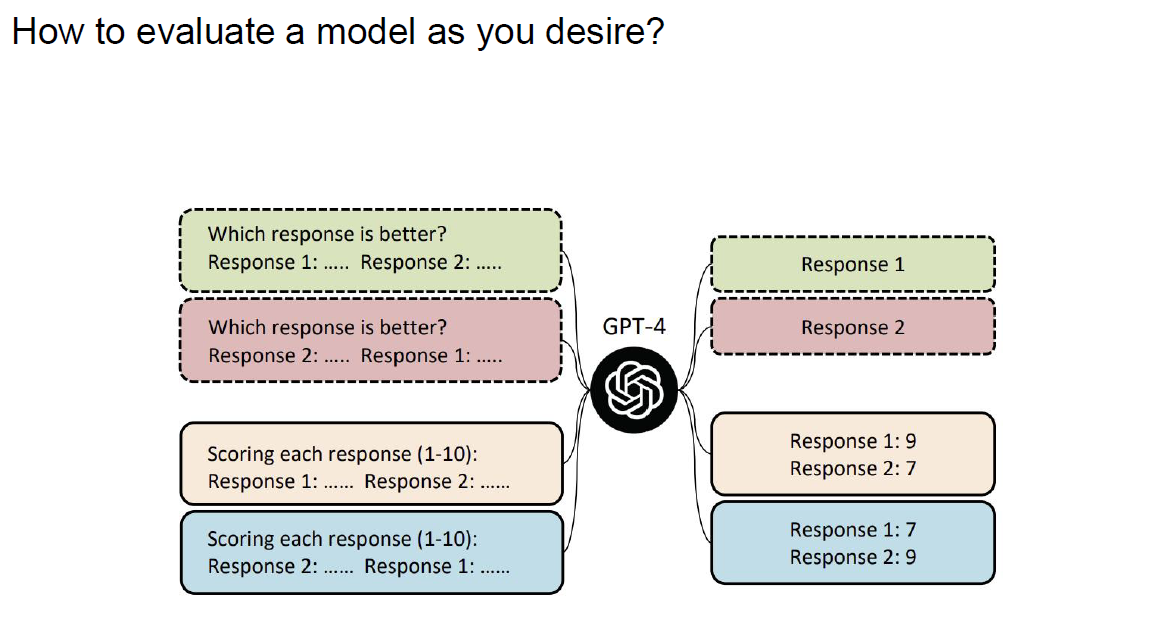 How to evaluate a model as you desire?
Which response is better?
Response 1: ..... Response 2: .....
Which response is better?
Response 2: ..... Response 1: .....
Scoring each response (1-10):
Response 1: ...... Response 2: ......
Scoring each response (1-10):
Response 2: ...... Response 1: ......
GPT-4
Response 1
Response 2
Response 1: 9
Response 2: 7
Response 1: 7
Response 2: 9